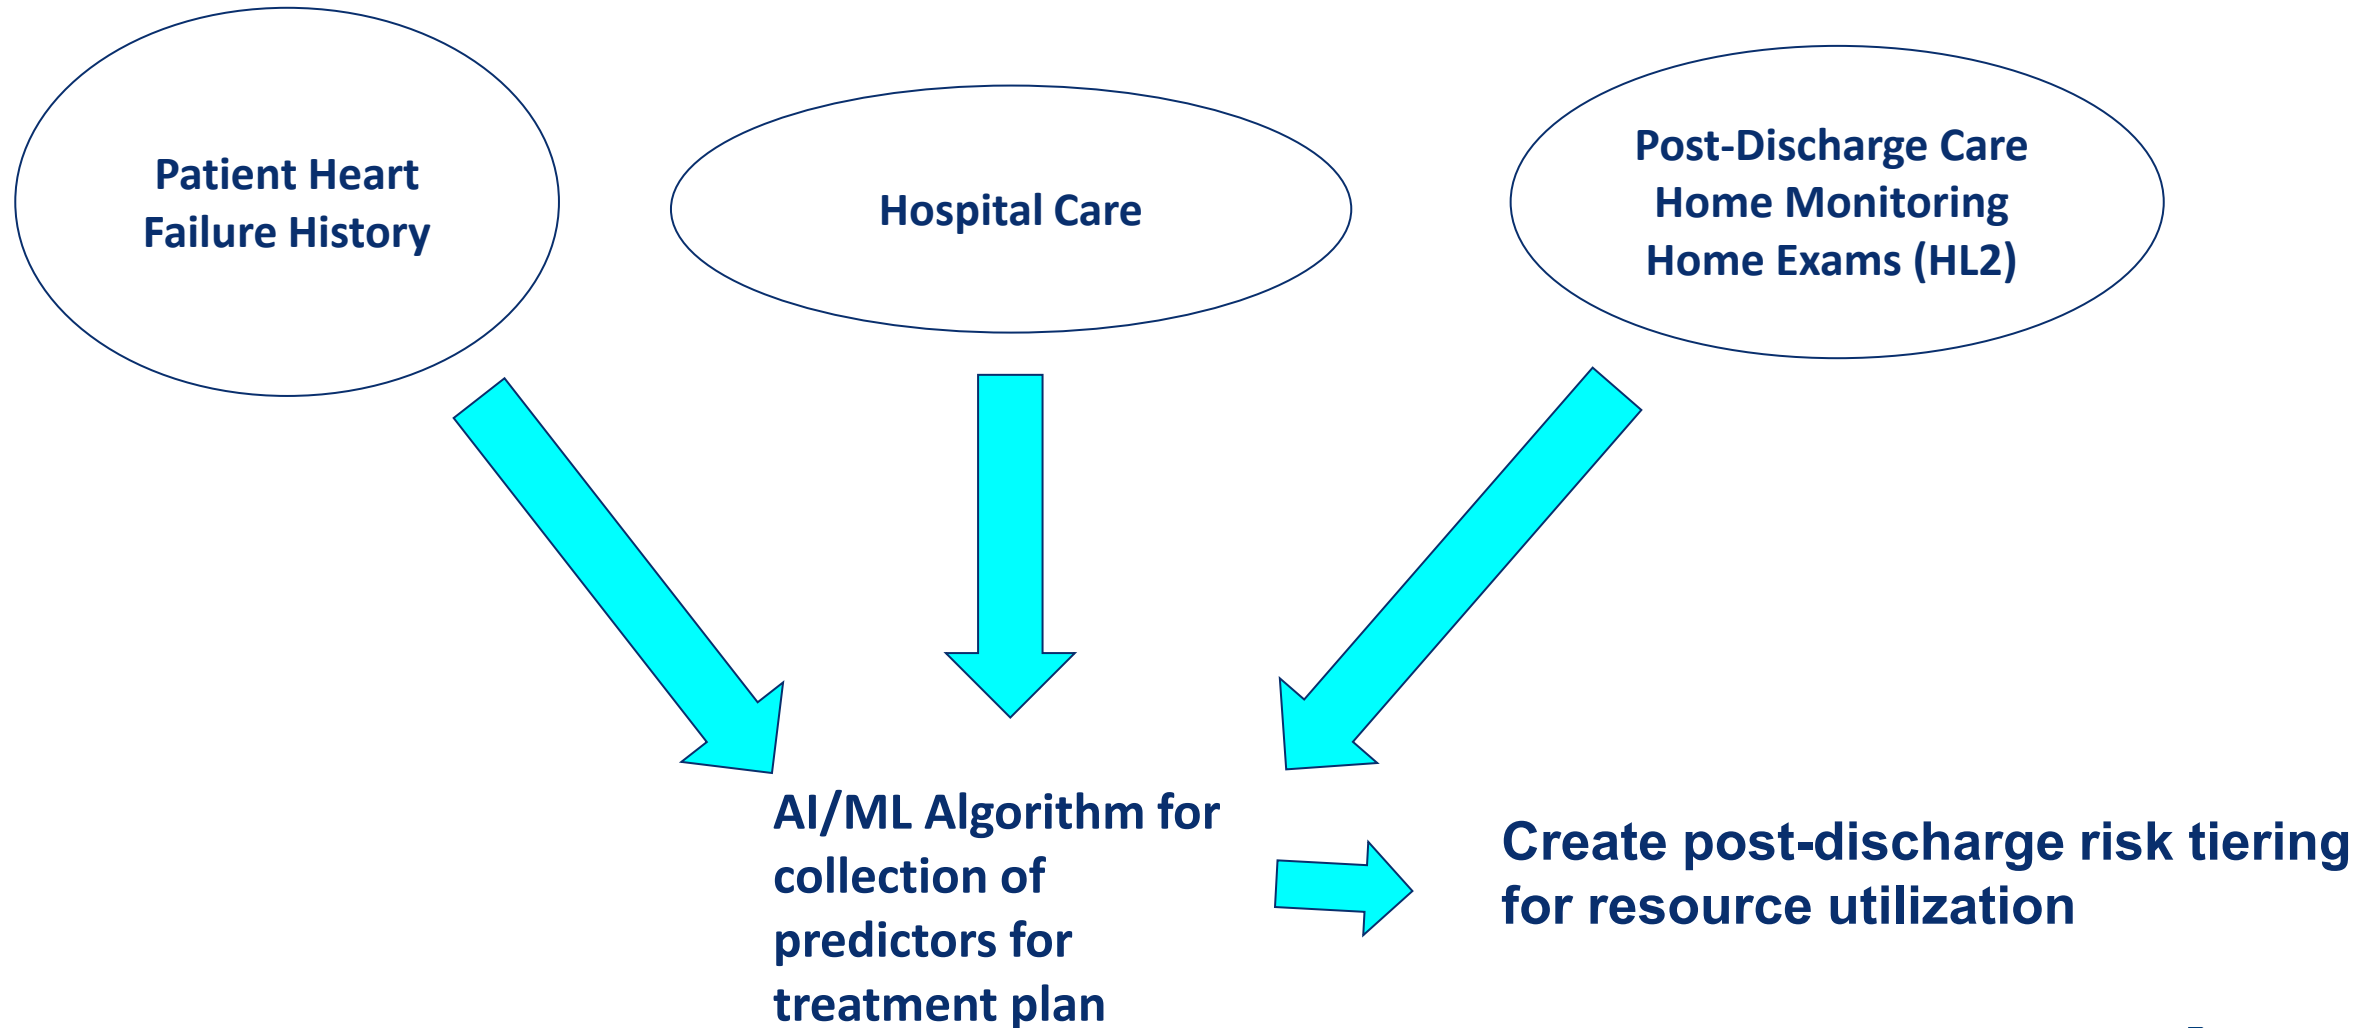 Patient Heart
Failure History
Hospital Care
Post-Discharge Care
Home Monitoring
Home Exams (HL2)
AI/ML Algorithm for
collection of
predictors for
treatment plan
Create post-discharge risk tiering
for resource utilization